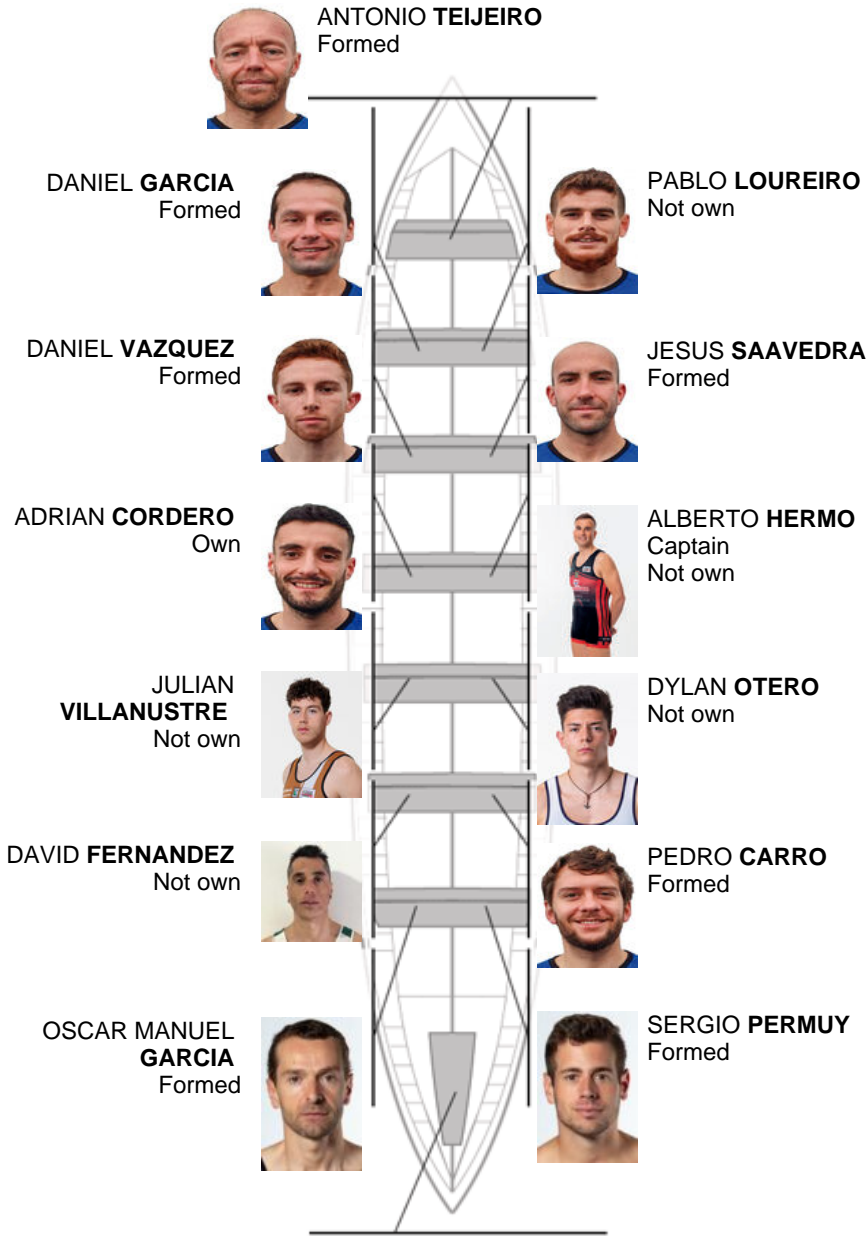 ANTONIO TEIJEIRO
Formed
DANIEL GARCIA
Formed
PABLO LOUREIRO
Not own
DANIEL VAZQUEZ
Formed
JESUS SAAVEDRA
Formed
ADRIAN CORDERO
Own
ALBERTO HERMO
Captain
Not own
JULIAN
VILLANUSTRE
Not own
DYLAN OTERO
Not own
DAVID FERNANDEZ
Not own
PEDRO CARRO
Formed
OSCAR MANUEL
GARCIA
Formed
SERGIO PERMUY
Formed